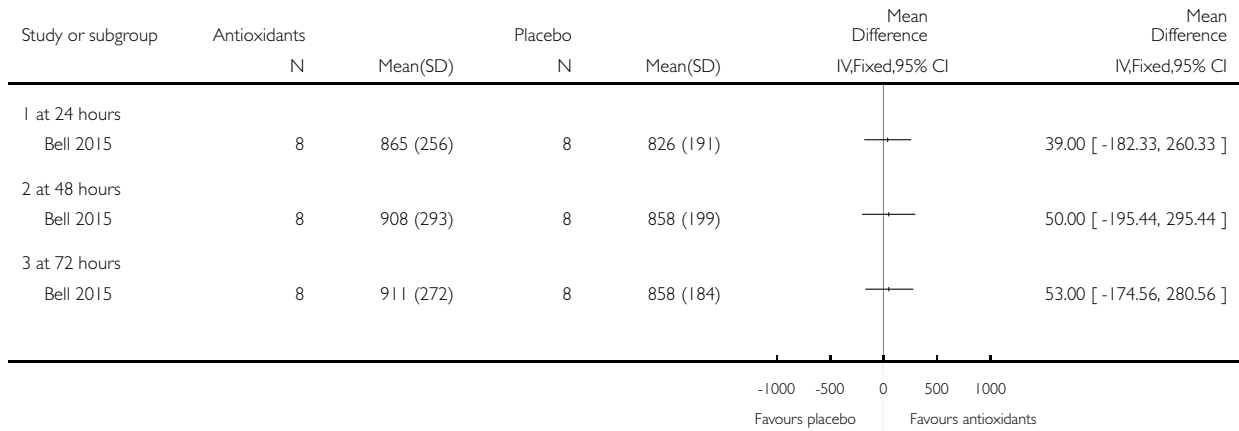 Mean Mean
Study or subgroup Antioxidants Placebo Difference Difference
N Mean(SD) N Mean(SD) IV,Fixed,95% CI IV,Fixed,95% CI
1 at 24 hours
Bell 2015 8 865 (256) 8 826 (191) 39.00 [ -182.33, 260.33 ]
2 at 48 hours
Bell 2015 8 908 (293) 8 858 (199) 50.00 [ -195.44, 295.44 ]
3 at 72 hours
Bell 2015 8 911 (272) 8 858 (184) 53.00 [ -174.56, 280.56 ]
-1000 -500 0 500 1000
Favours placebo Favours antioxidants